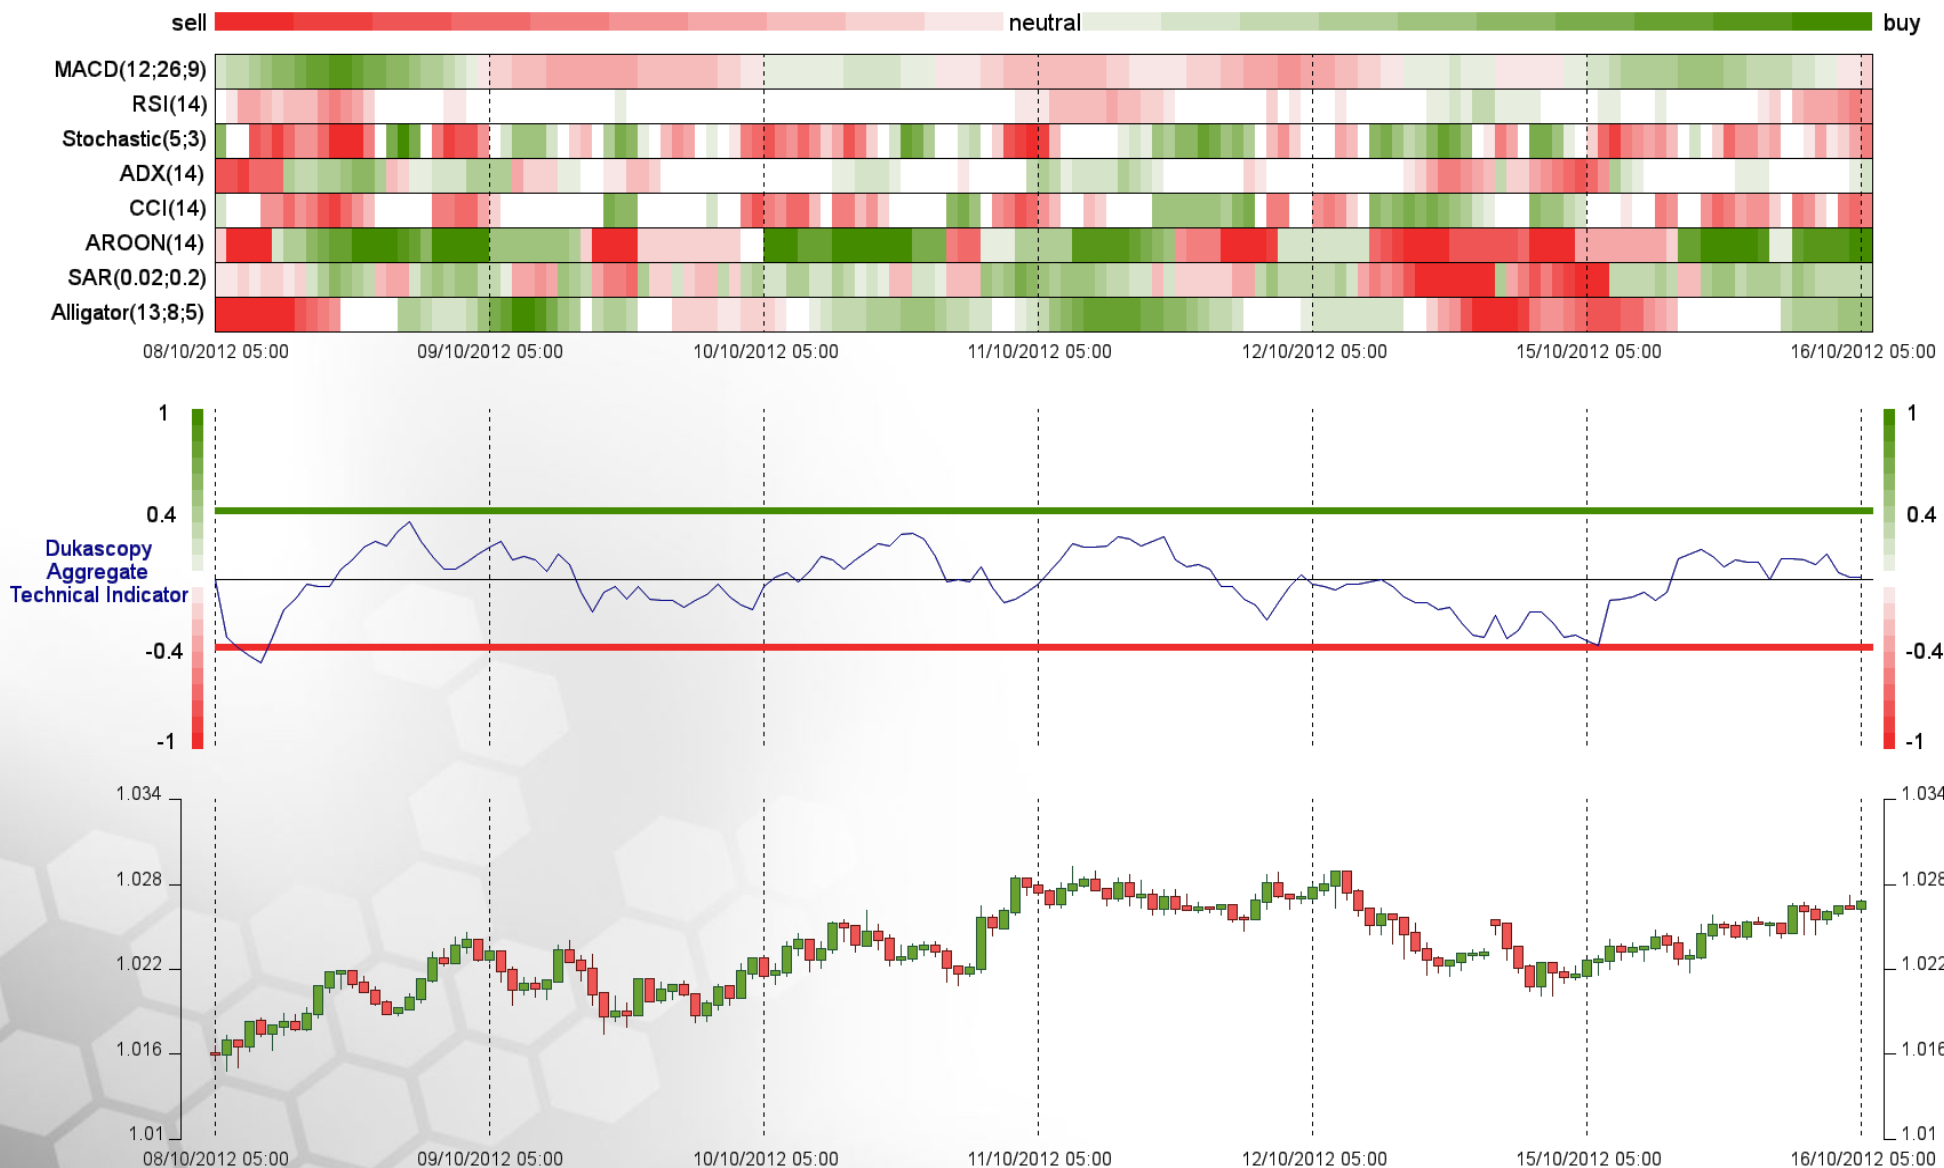 sell neutral buy
MACD(12;26;9)
RSI(14)
Stochastic(5;3)
ADX(14)
CCI(14)
AROON(14)
SAR(0.02;0.2)
Alligator(13;8;5)
08/10/2012 05:00 09/10/2012 05:00 10/10/2012 05:00 11/10/2012 05:00 12/10/2012 05:00 15/10/2012 05:00 16/10/2012 05:00
1 1
0.4 0.4
Dukascopy
Aggregate
Technical Indicator
-0.4 -0.4
-1 -1
1.034 1.034
1.028 1.028
1.022 1.022
1.016 1.016
1.01 1.01
08/10/2012 05:00 09/10/2012 05:00 10/10/2012 05:00 11/10/2012 05:00 12/10/2012 05:00 15/10/2012 05:00 16/10/2012 05:00